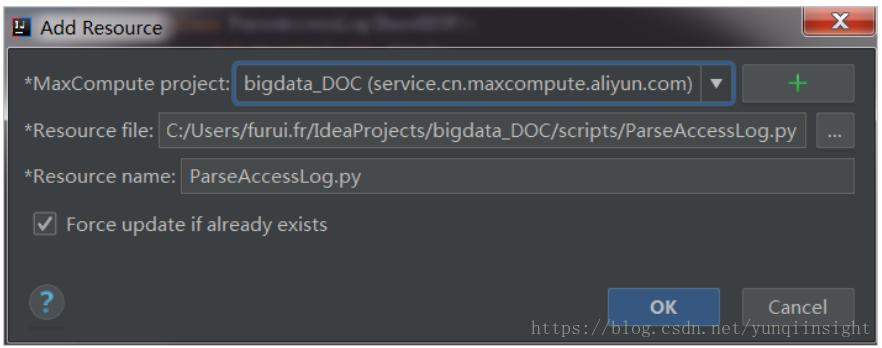 Add Resource
*MaxCompute project: bigdata_DOC (service.cn.maxcompute.aliyun.com)
*Resource file: C:/Users/furui.fr/IdeaProjects/bigdata_DOC/scripts/ParseAccessLog.py ...
*Resource name: ParseAccessLog.py
Force update if already exists
? OK Cancel
https://blog.csdn.net/yunqiinsight